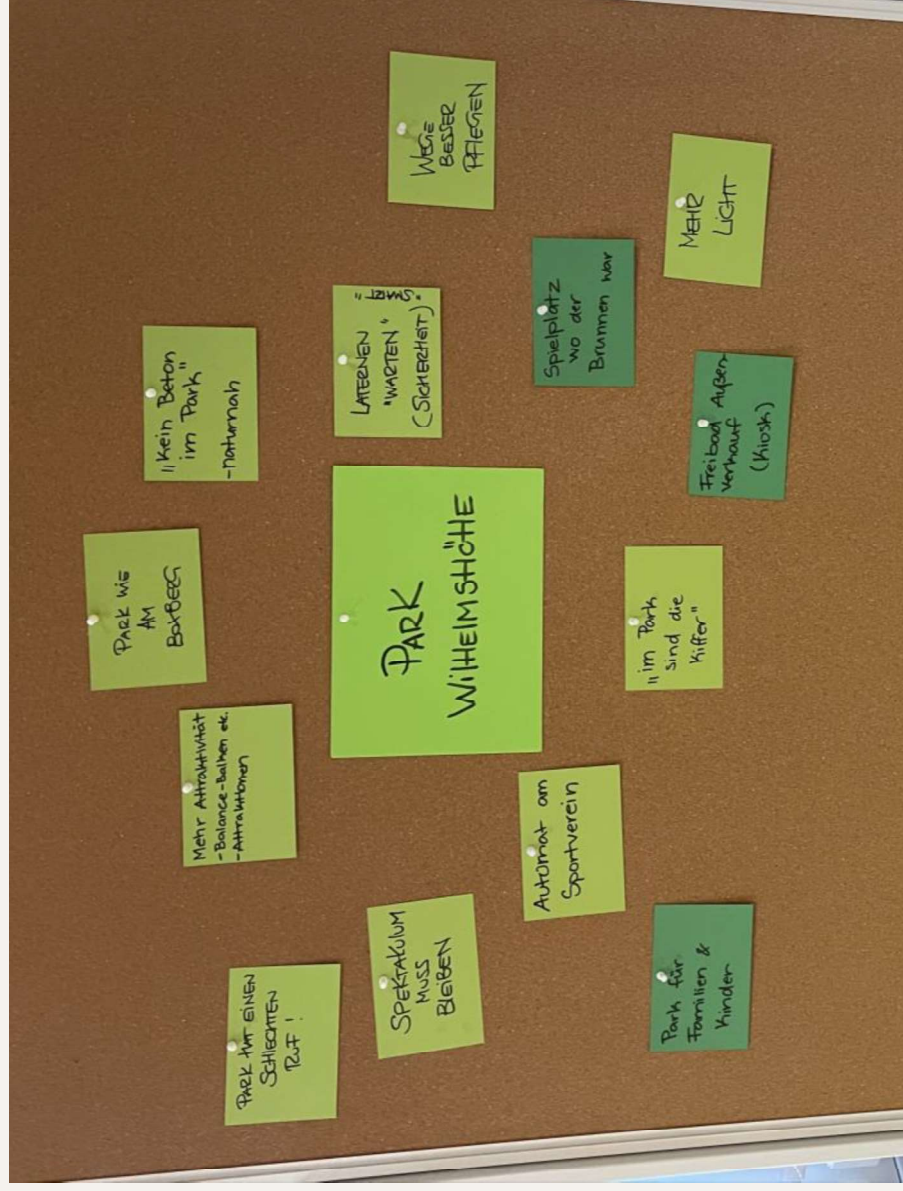 PARK HAT EINEN
SCHLECHTEN
RUF!
Mehr Attraktivität
-Balance-Balken etc.
-Attraktionen
PARK WIE
AM
BOXBERG
"Kein Beton
im Park"
-naturnah
SPEKTAKULUM
MUSS
BLEIBEN
PARK
WILHELMSHÖHE
LATERNEN
"WARTEN"
(SICHERHEIT)
"SMART"
WEGE
BESSER
PFLEGEN
Automat am
Sportverein
Spielplatz
wo der
Brunnen war
Park für
Familien &
Kinder
"im Park
sind die
Kiffer"
Freibad Außen
verkauf
(Kiosk)
MEHR
LICHT